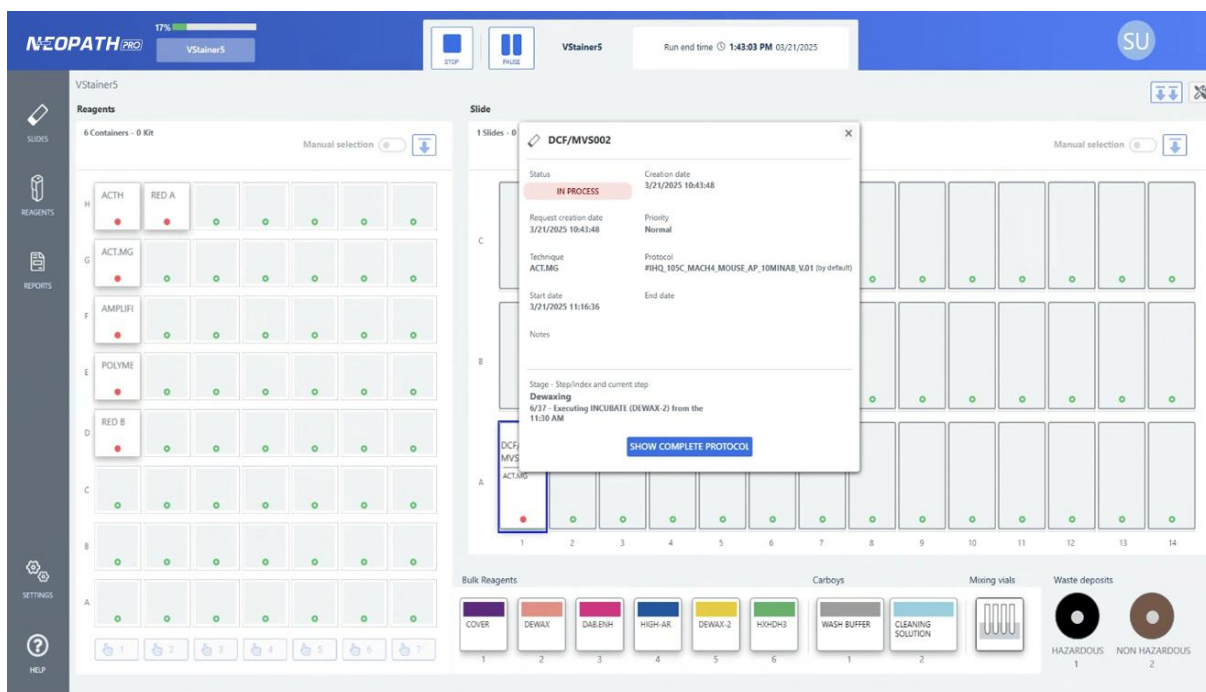 NEOPATH PRO
17%
VStainer5
STOP
PAUSE
VStainer5
Run end time 1:43:03 PM 03/21/2025
SU
SLIDES
REAGENTS
REPORTS
SETTINGS
HELP
VStainer5
Reagents
6 Containers - 0 Kit
Manual selection
H
ACTH
RED A
G
ACT.MG
F
AMPLIFI
E
POLYME
D
RED B
C
B
A
1
2
3
4
5
6
7
Slide
1 Slides - 0
Manual selection
C
B
A
DCF/
MVS
ACT.MG
1
2
3
4
5
6
7
8
9
10
11
12
13
14
DCF/MVS002
Status
IN PROCESS
Creation date
3/21/2025 10:43:48
Request creation date
3/21/2025 10:43:48
Priority
Normal
Technique
ACT.MG
Protocol
#IHQ_105C_MACH4_MOUSE_AP_10MINAB_V.01 (by default)
Start date
3/21/2025 11:16:36
End date
Notes
Stage - Step/index and current step
Dewaxing
6/37 - Executing INCUBATE (DEWAX-2) from the
11:30 AM
SHOW COMPLETE PROTOCOL
Bulk Reagents
COVER
DEWAX
DAB.ENH
HIGH-AR
DEWAX-2
HXHDH3
1
2
3
4
5
6
Carboys
WASH BUFFER
CLEANING
SOLUTION
1
2
Mixing vials
Waste deposits
HAZARDOUS
1
NON HAZARDOUS
2